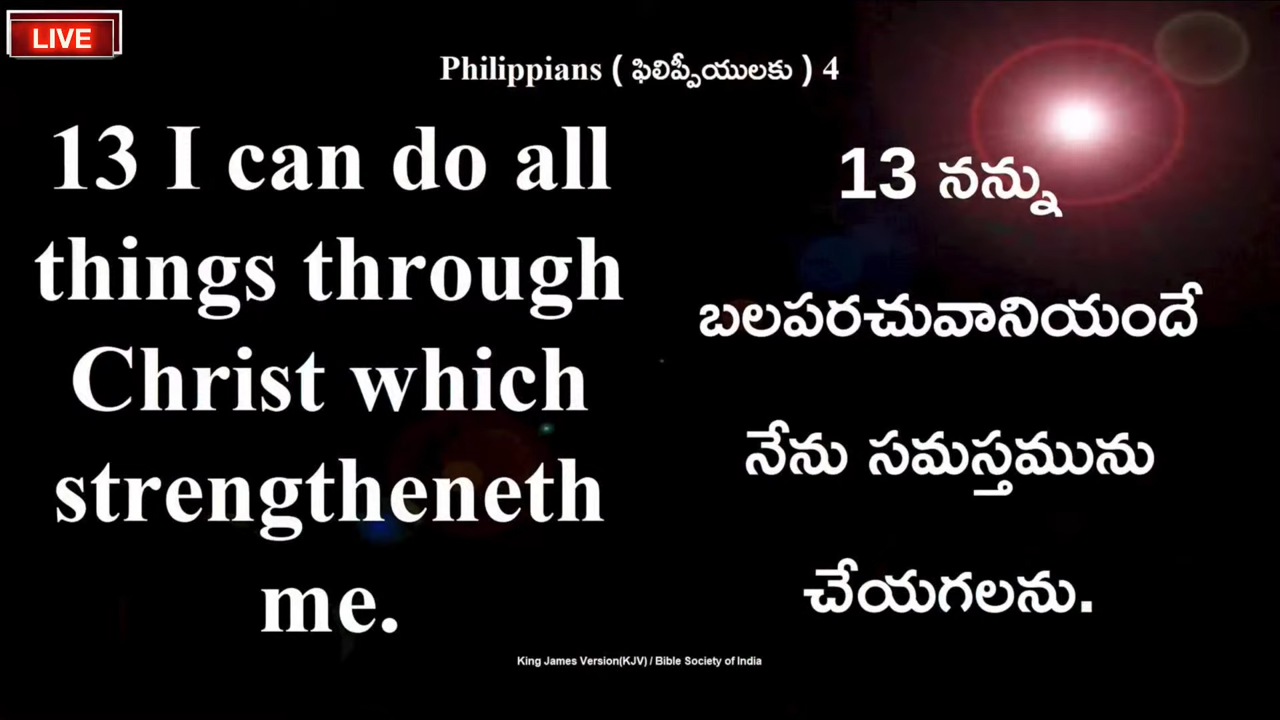 LIVE
Philippians ( ఫిలిప్పీయులకు ) 4
13 I can do all
things through
Christ which
strengtheneth
me.
13 నన్ను
బలపరచువానియందే
నేను సమస్తమును
చేయగలను.
King James Version(KJV) / Bible Society of India